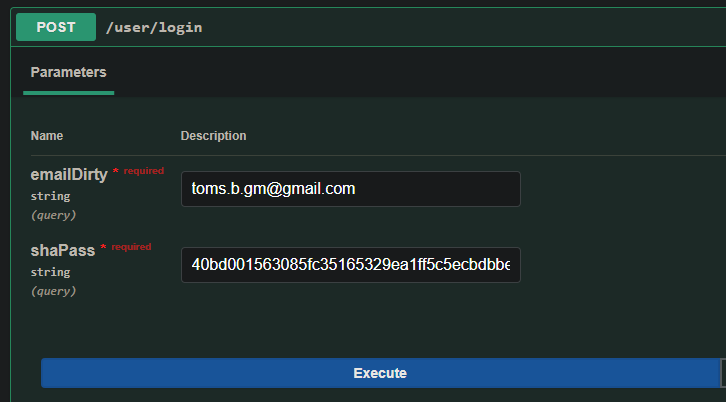 POST /user/login
Parameters
Name Description
emailDirty * required
string
(query)
toms.b.gm@gmail.com
shaPass * required
string
(query)
40bd001563085fc35165329ea1ff5c5ecbdbbe
Execute